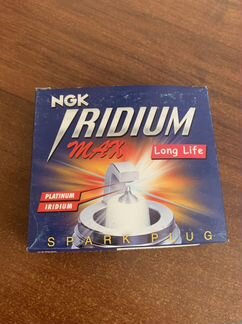 NGK
IRIDIUM
MAX
Long Life
PLATINUM
IRIDIUM
SPARK PLUG